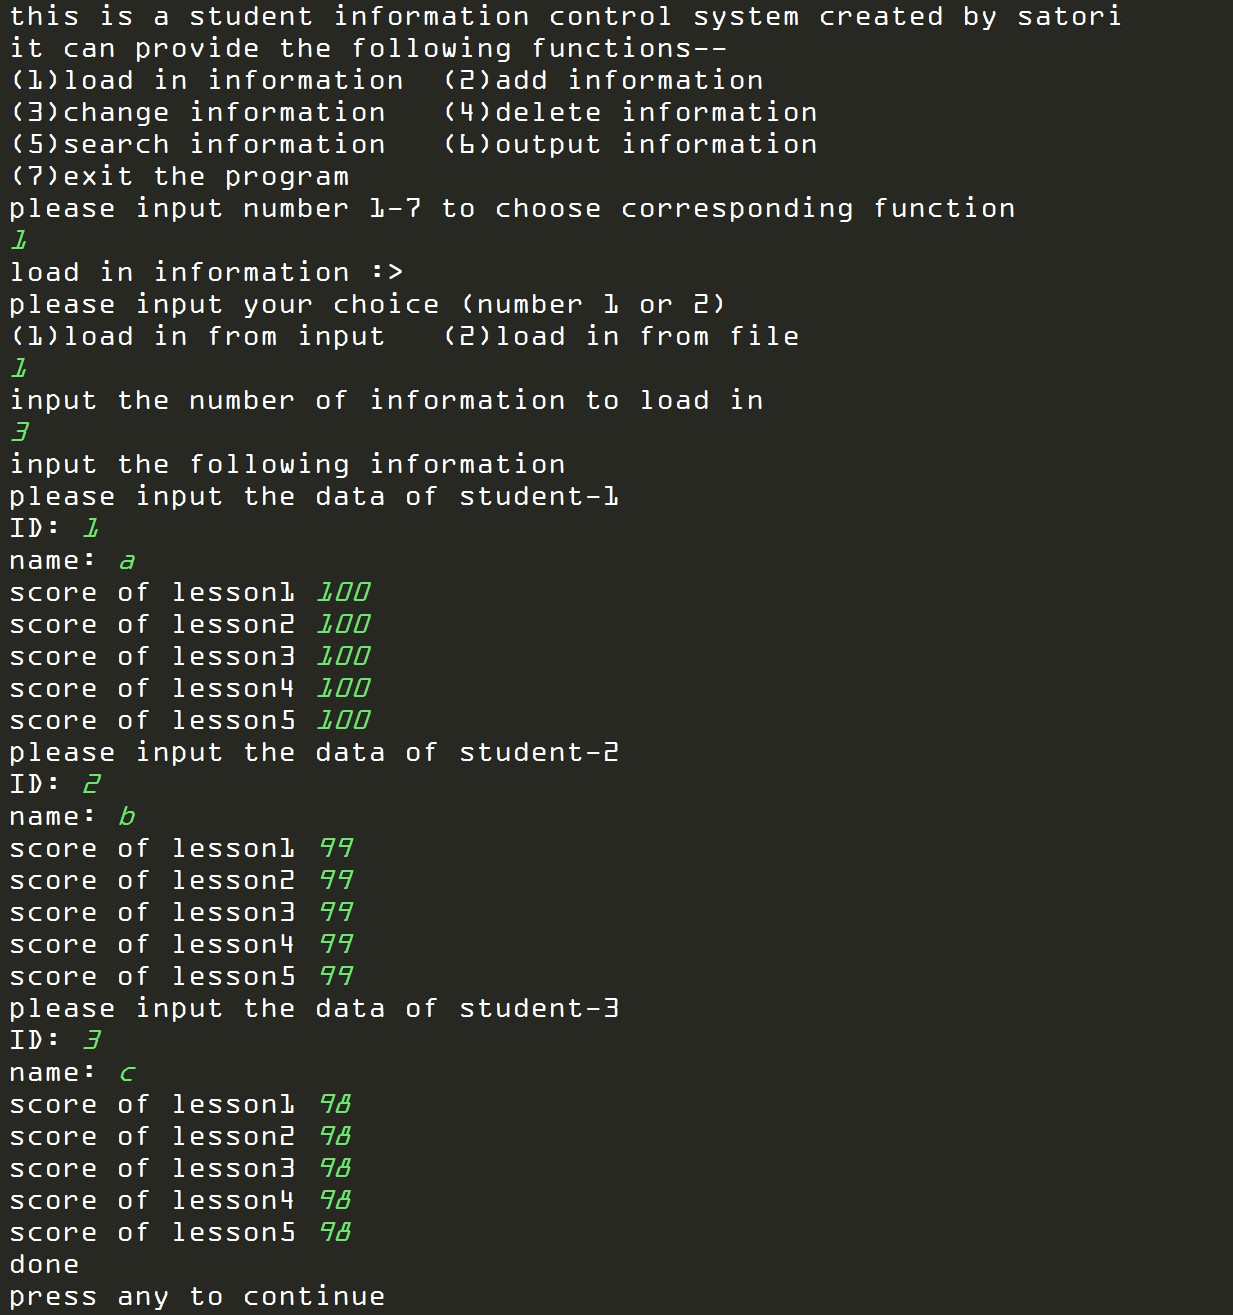 this is a student information control system created by satori
it can provide the following functions--
(1)load in information  (2)add information
(3)change information   (4)delete information
(5)search information   (6)output information
(7)exit the program
please input number 1-7 to choose corresponding function
1
load in information :>
please input your choice (number 1 or 2)
(1)load in from input   (2)load in from file
1
input the number of information to load in
3
input the following information
please input the data of student-1
ID: 1
name: a
score of lesson1 100
score of lesson2 100
score of lesson3 100
score of lesson4 100
score of lesson5 100
please input the data of student-2
ID: 2
name: b
score of lesson1 99
score of lesson2 99
score of lesson3 99
score of lesson4 99
score of lesson5 99
please input the data of student-3
ID: 3
name: c
score of lesson1 98
score of lesson2 98
score of lesson3 98
score of lesson4 98
score of lesson5 98
done
press any to continue